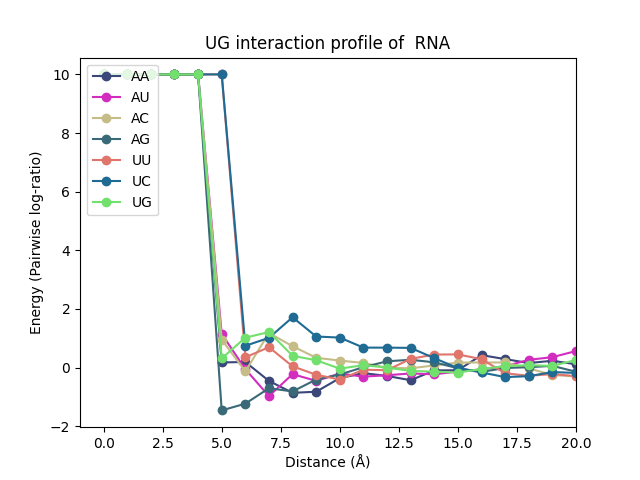 UG interaction profile of  RNA
Energy (Pairwise log-ratio)
10
8
6
4
2
0
−2
AA
AU
AC
AG
UU
UC
UG
0.0 2.5 5.0 7.5 10.0 12.5 15.0 17.5 20.0
Distance (Å)